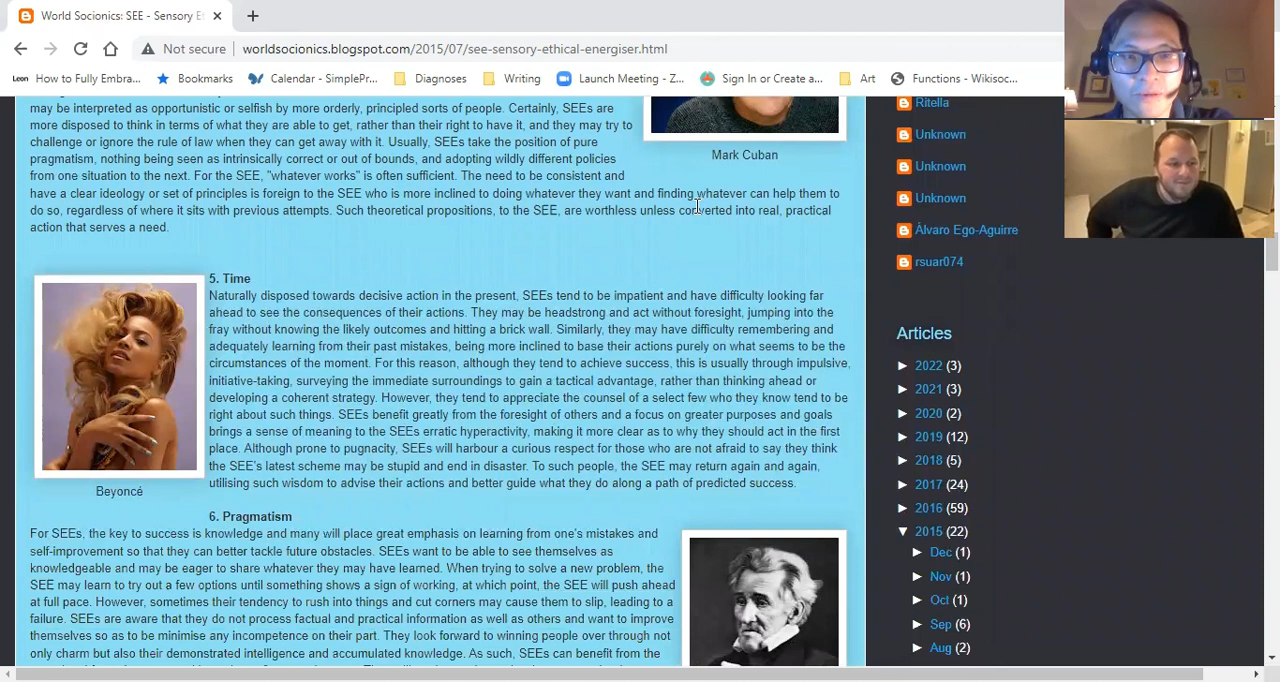 World Socionics: SEE - Sensory E
Not secure
worldsocionics.blogspot.com/2015/07/see-sensory-ethical-energiser.html
Leon How to Fully Embra...
Bookmarks
Calendar - SimplePr...
Diagnoses
Writing
Launch Meeting - Z...
Sign In or Create a...
Art
Functions - Wikisoc...
may be interpreted as opportunistic or selfish by more orderly, principled sorts of people. Certainly, SEEs are
more disposed to think in terms of what they are able to get, rather than their right to have it, and they may try to
challenge or ignore the rule of law when they can get away with it. Usually, SEEs take the position of pure
pragmatism, nothing being seen as intrinsically correct or out of bounds, and adopting wildly different policies
from one situation to the next. For the SEE, "whatever works" is often sufficient. The need to be consistent and
have a clear ideology or set of principles is foreign to the SEE who is more inclined to doing whatever they want and finding whatever can help them to
do so, regardless of where it sits with previous attempts. Such theoretical propositions, to the SEE, are worthless unless converted into real, practical
action that serves a need.
Mark Cuban
5. Time
Naturally disposed towards decisive action in the present, SEEs tend to be impatient and have difficulty looking far
ahead to see the consequences of their actions. They may be headstrong and act without foresight, jumping into the
fray without knowing the likely outcomes and hitting a brick wall. Similarly, they may have difficulty remembering and
adequately learning from their past mistakes, being more inclined to base their actions purely on what seems to be the
circumstances of the moment. For this reason, although they tend to achieve success, this is usually through impulsive,
initiative-taking, surveying the immediate surroundings to gain a tactical advantage, rather than thinking ahead or
developing a coherent strategy. However, they tend to appreciate the counsel of a select few who they know tend to be
right about such things. SEEs benefit greatly from the foresight of others and a focus on greater purposes and goals
brings a sense of meaning to the SEEs erratic hyperactivity, making it more clear as to why they should act in the first
place. Although prone to pugnacity, SEEs will harbour a curious respect for those who are not afraid to say they think
the SEE's latest scheme may be stupid and end in disaster. To such people, the SEE may return again and again,
utilising such wisdom to advise their actions and better guide what they do along a path of predicted success.
Beyoncé
6. Pragmatism
For SEEs, the key to success is knowledge and many will place great emphasis on learning from one's mistakes and
self-improvement so that they can better tackle future obstacles. SEEs want to be able to see themselves as
knowledgeable and may be eager to share whatever they may have learned. When trying to solve a new problem, the
SEE may learn to try out a few options until something shows a sign of working, at which point, the SEE will push ahead
at full pace. However, sometimes their tendency to rush into things and cut corners may cause them to slip, leading to a
failure. SEEs are aware that they do not process factual and practical information as well as others and want to improve
themselves so as to be minimise any incompetence on their part. They look forward to winning people over through not
only charm but also their demonstrated intelligence and accumulated knowledge. As such, SEEs can benefit from the
Ritella
Unknown
Unknown
Unknown
Álvaro Ego-Aguirre
rsuar074
Articles
► 2022 (3)
► 2021 (3)
► 2020 (2)
► 2019 (12)
► 2018 (5)
► 2017 (24)
► 2016 (59)
▼ 2015 (22)
► Dec (1)
► Nov (1)
► Oct (1)
► Sep (6)
► Aug (2)